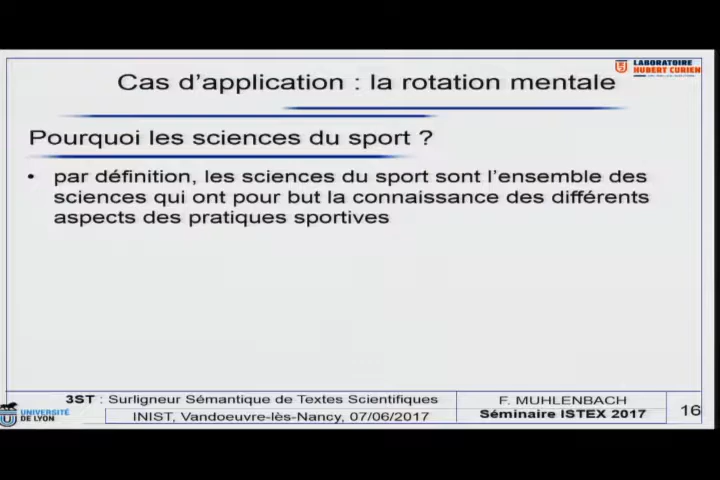 LABORATOIRE
HUBERT CURIEN
Cas d'application : la rotation mentale
Pourquoi les sciences du sport ?
• par définition, les sciences du sport sont l'ensemble des
sciences qui ont pour but la connaissance des différents
aspects des pratiques sportives
3ST : Surligneur Sémantique de Textes Scientifiques
INIST, Vandoeuvre-lès-Nancy, 07/06/2017
F. MUHLENBACH
Séminaire ISTEX 2017
16
UNIVERSITÉ
DE LYON